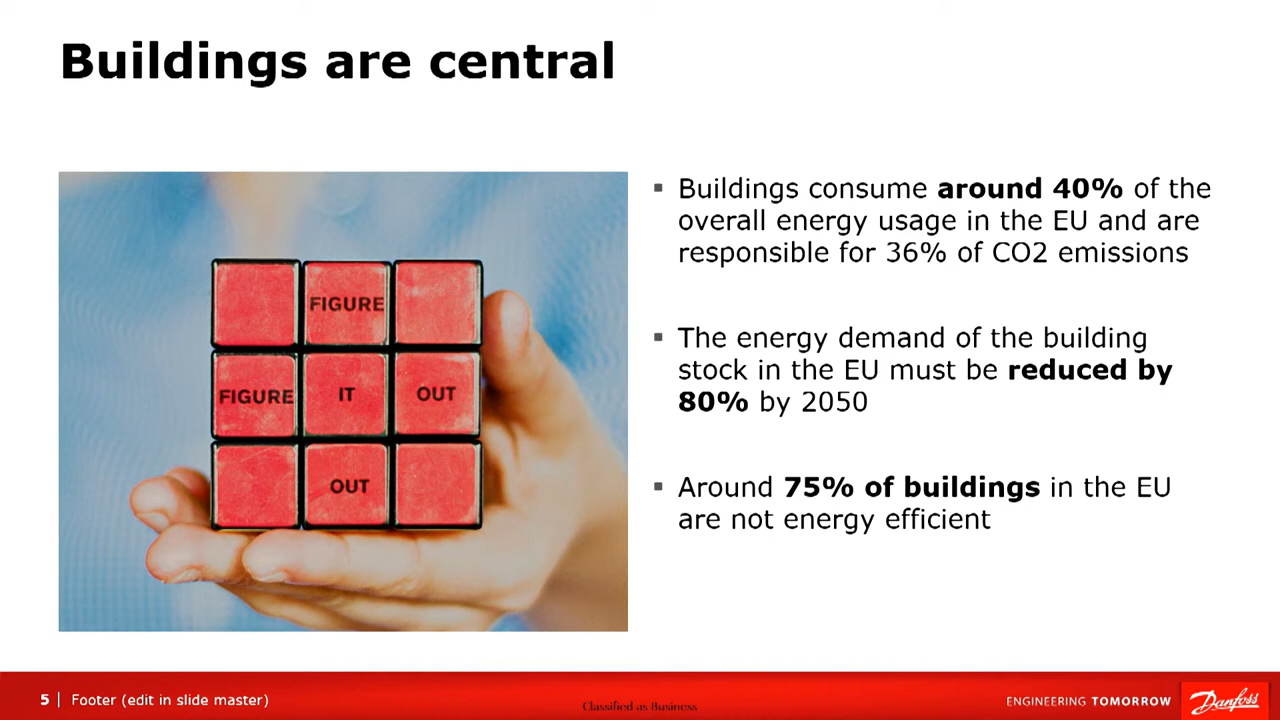 Buildings are central
FIGURE
FIGURE IT OUT
OUT
▪ Buildings consume around 40% of the
overall energy usage in the EU and are
responsible for 36% of CO2 emissions
▪ The energy demand of the building
stock in the EU must be reduced by
80% by 2050
▪ Around 75% of buildings in the EU
are not energy efficient
5 | Footer (edit in slide master)
Classified as Business
ENGINEERING TOMORROW
Danfoss